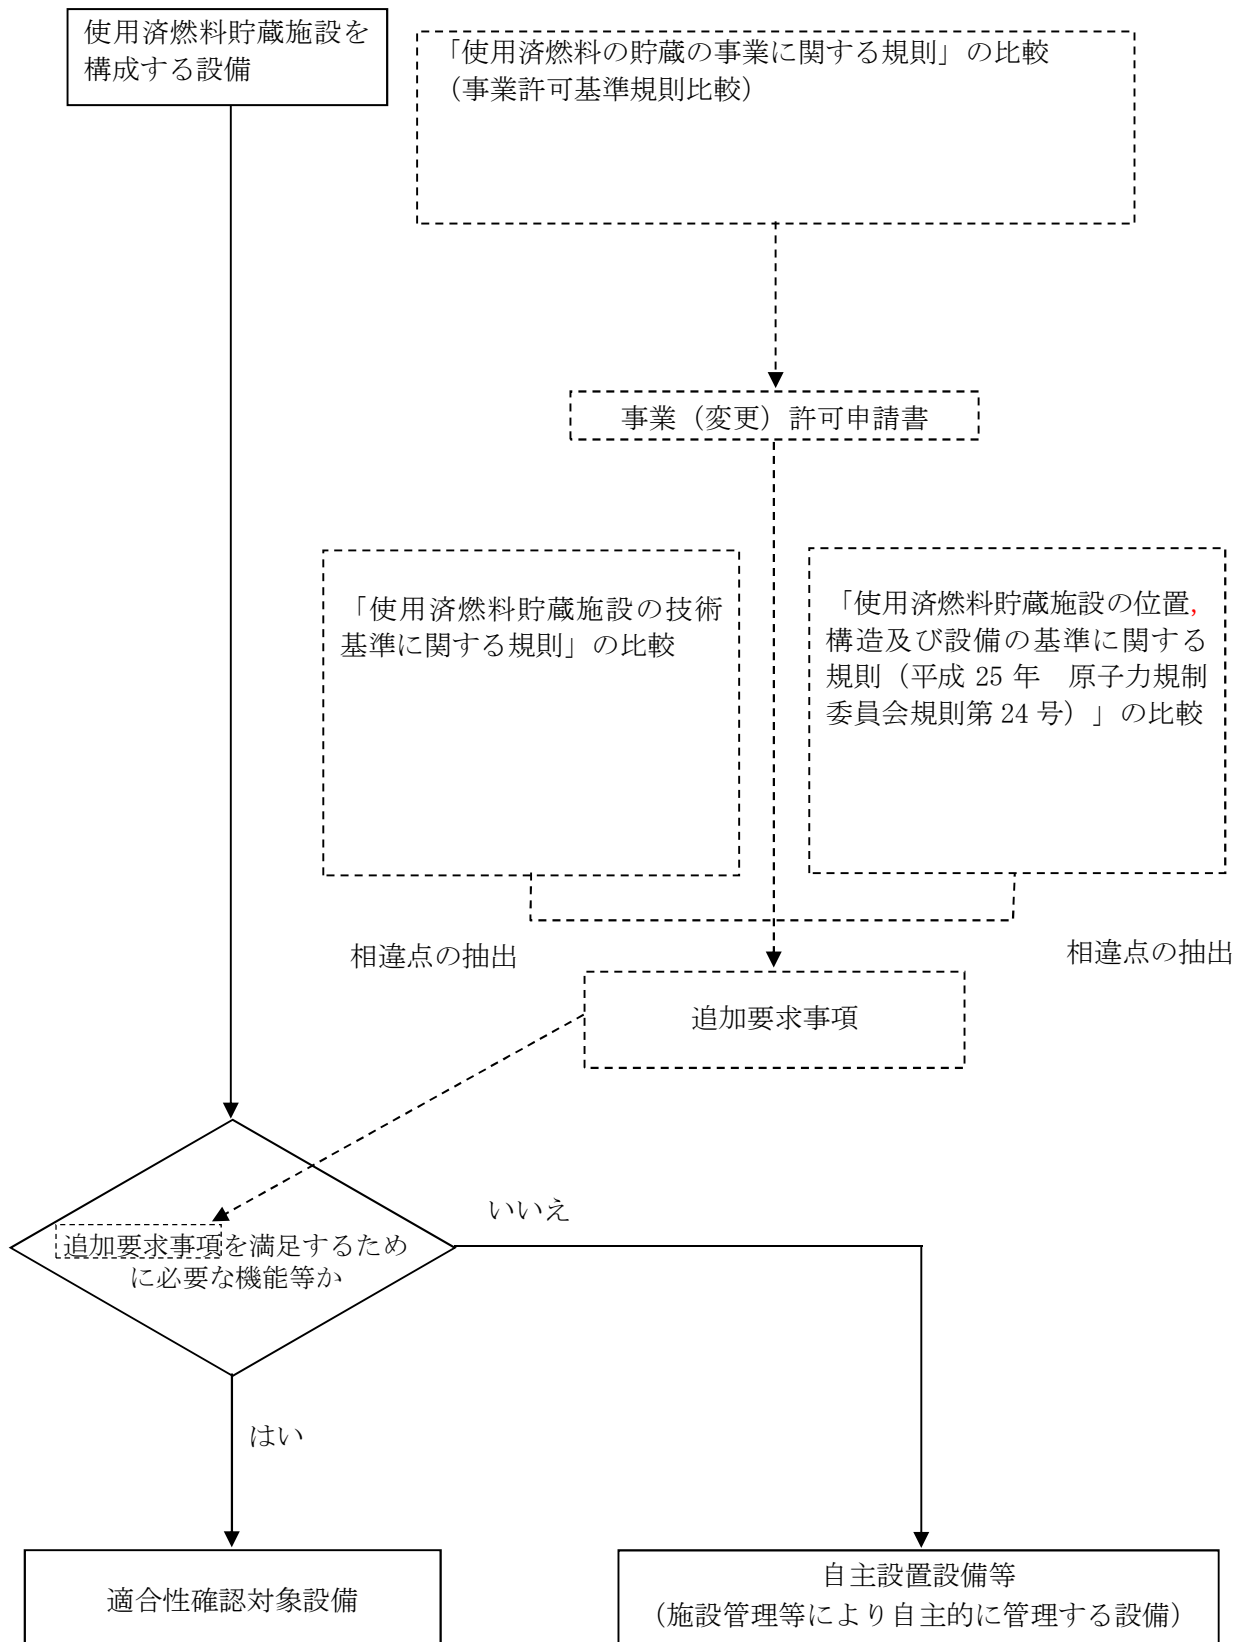 使用済燃料貯蔵施設を
構成する設備
「使用済燃料の貯蔵の事業に関する規則」の比較
（事業許可基準規則比較）
事業（変更）許可申請書
「使用済燃料貯蔵施設の技術
基準に関する規則」の比較
「使用済燃料貯蔵施設の位置,
構造及び設備の基準に関する
規則（平成 25 年　原子力規制
委員会規則第 24 号）」の比較
相違点の抽出
相違点の抽出
追加要求事項
いいえ
追加要求事項を満足するため
に必要な機能等か
はい
適合性確認対象設備
自主設置設備等
（施設管理等により自主的に管理する設備）